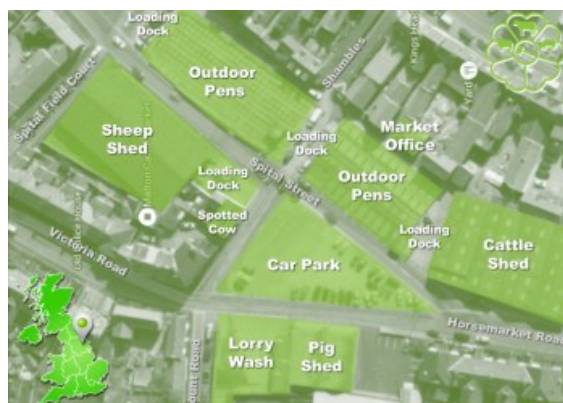 Loading
Dock
Outdoor
Pens
Shambles
Kings Head
Yard
Spital Field Court
Sheep
Shed
Loading
Dock
Market
Office
Loading
Dock
Spital Street
Outdoor
Pens
Spotted
Cow
Loading
Dock
Cattle
Shed
Victoria Road
Car Park
Horsemarket Road
Lorry
Wash
Pig
Shed